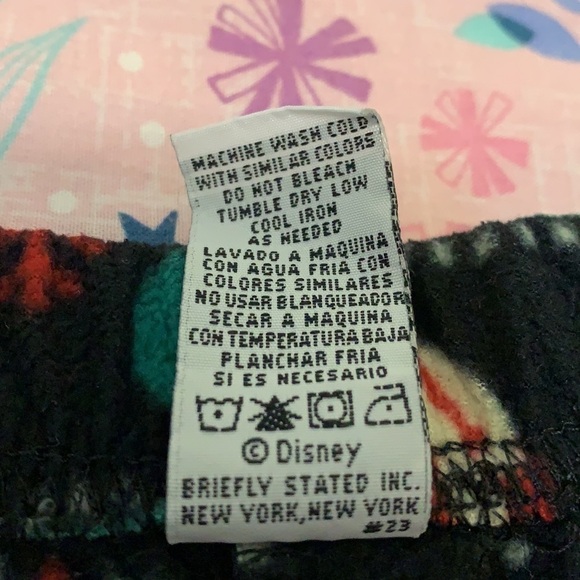 MACHINE WASH COLD
WITH SIMILAR COLORS
DO NOT BLEACH
TUMBLE DRY LOW
COOL IRON
AS NEEDED
LAVADO A MAQUINA
CON AGUA FRIA CON
COLORES SIMILARES
NO USAR BLANQUEADOR
SECAR A MAQUINA
CON TEMPERATURA BAJA
PLANCHAR FRIA
SI ES NECESARIO
© Disney
BRIEFLY STATED INC.
NEW YORK, NEW YORK
#23